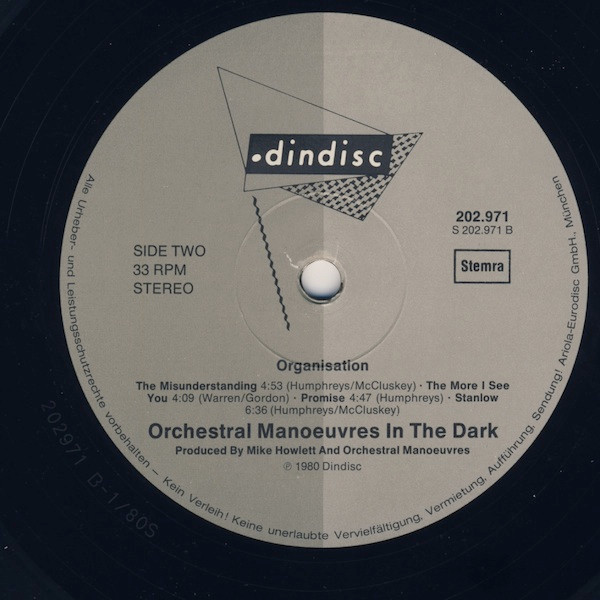 .dindisc
202.971
S 202.971 B
SIDE TWO
33 RPM
STEREO
Stemra
Organisation
The Misunderstanding 4:53 (Humphreys/McCluskey) · The More I See
You 4:09 (Warren/Gordon) · Promise 4:47 (Humphreys) · Stanlow
6:36 (Humphreys/McCluskey)
Orchestral Manoeuvres In The Dark
Produced By Mike Howlett And Orchestral Manoeuvres
℗ 1980 Dindisc
Alle Urheber- und Leistungsschutzrechte vorbehalten – Kein Verleih! Keine unerlaubte Vervielfältigung, Vermietung, Aufführung, Sendung! Ariola-Eurodisc GmbH., München
202971 B-1/80S